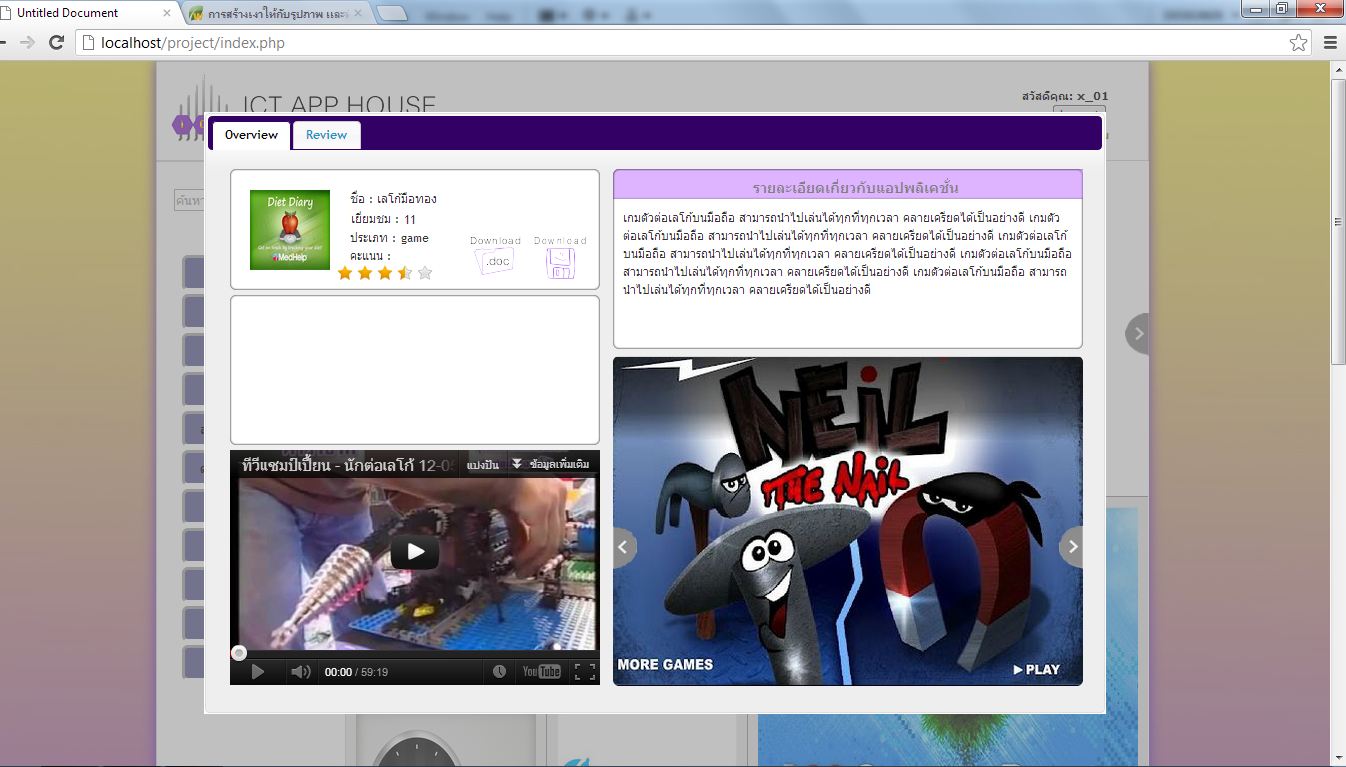 Untitled Document
การสร้างเงาให้กับรูปภาพ และ
localhost/project/index.php
ICT APP HOUSE
สวัสดีคุณ: x_01
ค้นหา
Overview
Review
Diet Diary
MedHelp
ชื่อ : เลโก้มือทอง
เยี่ยมชม : 11
ประเภท : game
คะแนน :
Download
.doc
Download
รายละเอียดเกี่ยวกับแอปพลิเคชั่น
เกมตัวต่อเลโก้บนมือถือ สามารถนำไปเล่นได้ทุกที่ทุกเวลา คลายเครียดได้เป็นอย่างดี เกมตัว
ต่อเลโก้บนมือถือ สามารถนำไปเล่นได้ทุกที่ทุกเวลา คลายเครียดได้เป็นอย่างดี เกมตัวต่อเลโก้
บนมือถือ สามารถนำไปเล่นได้ทุกที่ทุกเวลา คลายเครียดได้เป็นอย่างดี เกมตัวต่อเลโก้บนมือถือ
สามารถนำไปเล่นได้ทุกที่ทุกเวลา คลายเครียดได้เป็นอย่างดี เกมตัวต่อเลโก้บนมือถือ สามารถ
นำไปเล่นได้ทุกที่ทุกเวลา คลายเครียดได้เป็นอย่างดี
ทีวีแชมป์เปี้ยน - นักต่อเลโก้ 12-05
แบ่งปัน
ข้อมูลเพิ่มเติม
00:00 / 59:19
YouTube
NEIL
THE NAIL
MORE GAMES
PLAY